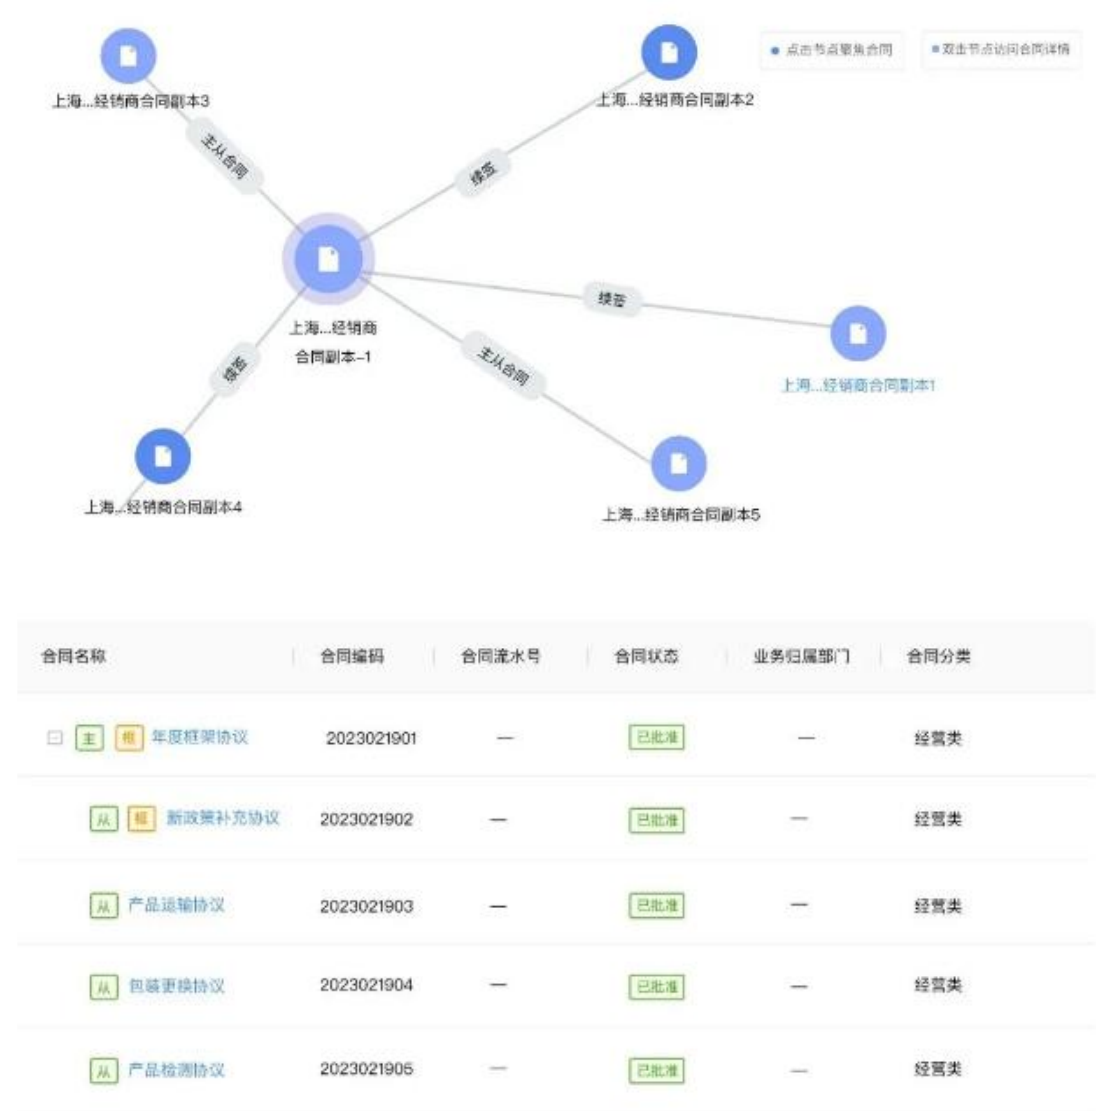 点击节点聚焦合同
双击节点访问合同详情
上海...经销商合同副本3
上海...经销商合同副本2
主从合同
续签
上海...经销商
合同副本-1
续签
上海...经销商合同副本1
续签
主从合同
上海...经销商合同副本4
上海...经销商合同副本5
合同名称 合同编码 合同流水号 合同状态 业务归属部门 合同分类
主 框 年度框架协议 2023021901 — 已批准 — 经营类
从 框 新政策补充协议 2023021902 — 已批准 — 经营类
从 产品运输协议 2023021903 — 已批准 — 经营类
从 包装更换协议 2023021904 — 已批准 — 经营类
从 产品检测协议 2023021905 — 已批准 — 经营类